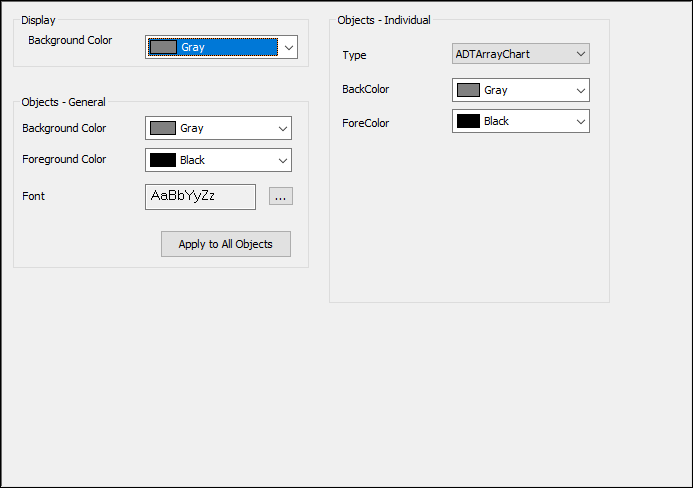 Display
Background Color
Gray
Objects - General
Background Color
Gray
Foreground Color
Black
Font
AaBbYyZz
...
Apply to All Objects
Objects - Individual
Type
ADTArrayChart
BackColor
Gray
ForeColor
Black